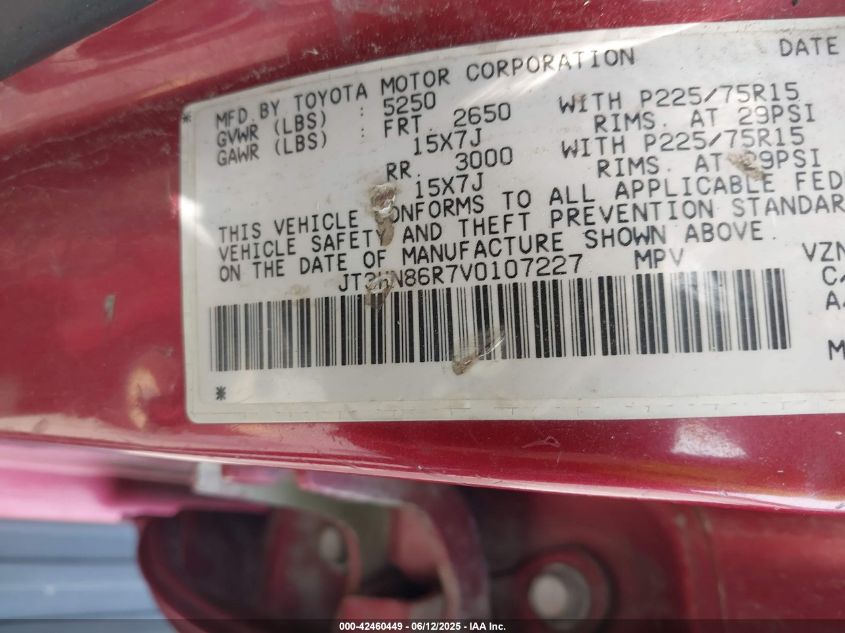 MFD.BY TOYOTA MOTOR CORPORATION DATE
GVWR (LBS) : 5250
GAWR (LBS) : FRT. 2650 WITH P225/75R15
15X7J RIMS. AT 29PSI
RR. 3000 WITH P225/75R15
15X7J RIMS. AT 29PSI
THIS VEHICLE CONFORMS TO ALL APPLICABLE FED
VEHICLE SAFETY AND THEFT PREVENTION STANDAR
ON THE DATE OF MANUFACTURE SHOWN ABOVE.
JT3HN86R7V0107227 MPV VZN
C/
A4
M
000-42460449 - 06/12/2025 - IAA Inc.